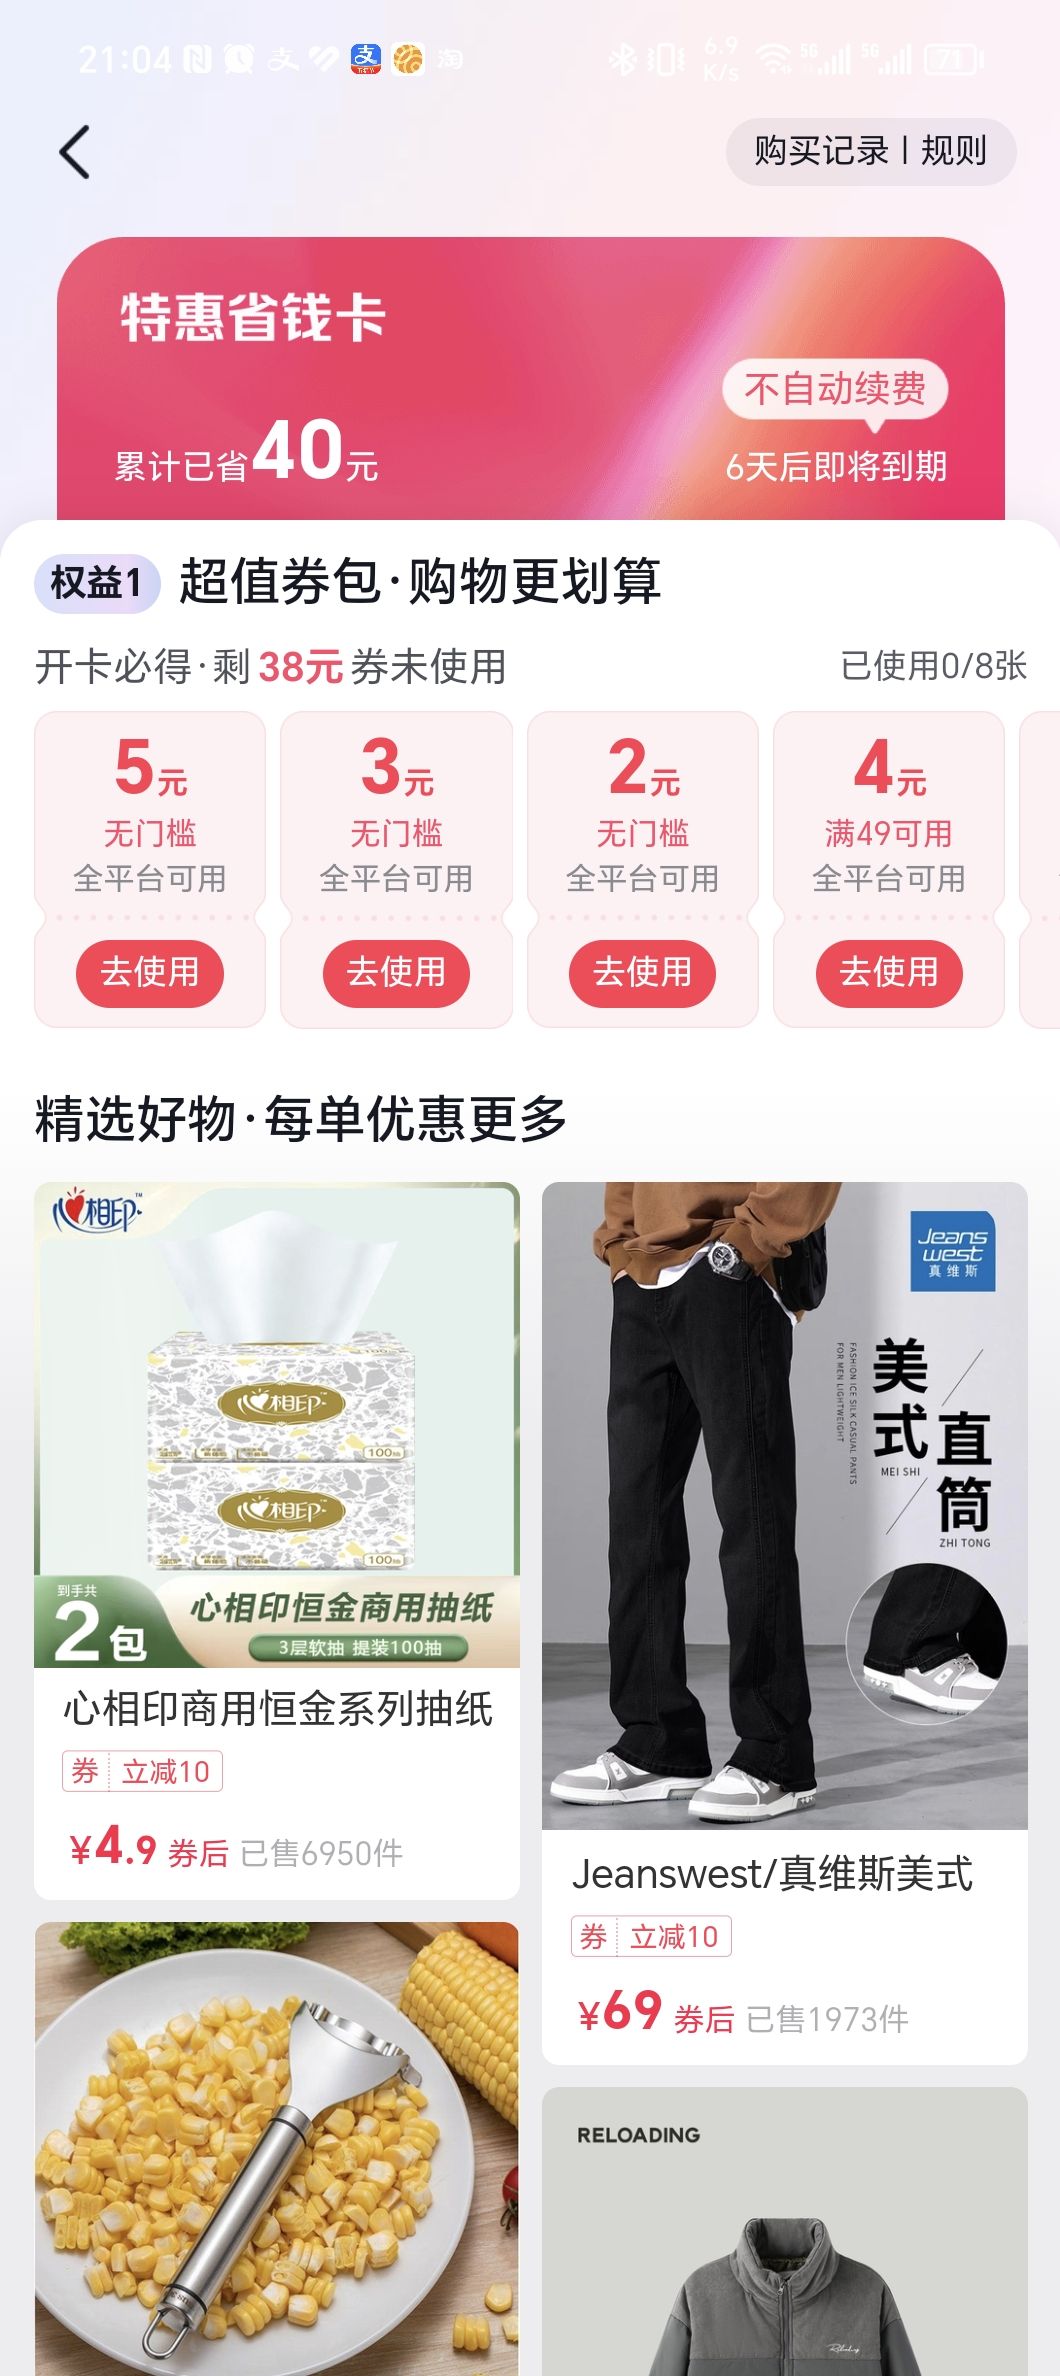 21:04
6.9 K/s
5G
5G
71
购买记录 | 规则
特惠省钱卡
不自动续费
累计已省40元
6天后即将到期
权益1 超值券包·购物更划算
开卡必得·剩38元券未使用
已使用0/8张
5元
无门槛
全平台可用
去使用
3元
无门槛
全平台可用
去使用
2元
无门槛
全平台可用
去使用
4元
满49可用
全平台可用
去使用
精选好物·每单优惠更多
心相印
心相印
100抽
心相印
100抽
到手共
2包
心相印恒金商用抽纸
3层软抽 提装100抽
心相印商用恒金系列抽纸
券 立减10
¥4.9 券后 已售6950件
Jeans
west
真维斯
美式
MEI SHI
直筒
ZHI TONG
FASHION ICE SILK CASUAL PANTS
FOR MEN LIGHTWEIGHT
Jeanswest/真维斯美式
券 立减10
¥69 券后 已售1973件
RELOADING
Reloading